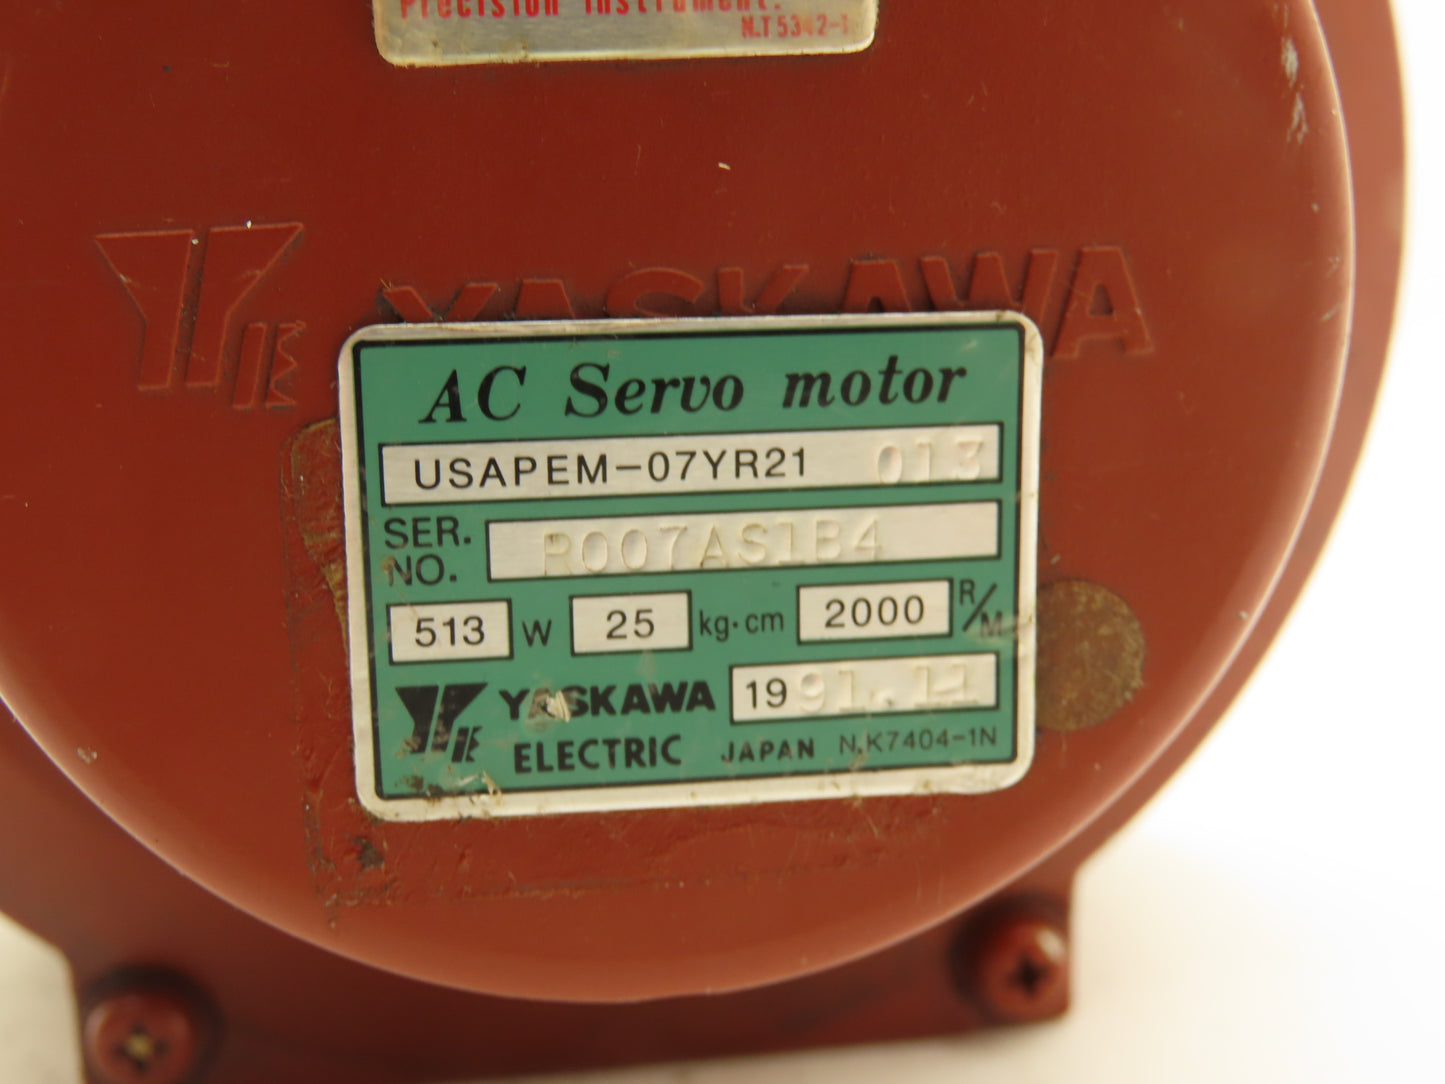 Precision instrument.
N.T 5342-1
YASKAWA
AC Servo motor
USAPEM-07YR21 013
SER. NO. R007AS1B4
513 W 25 kg·cm 2000 R/M
YASKAWA 1991.11
ELECTRIC JAPAN N.K7404-1N